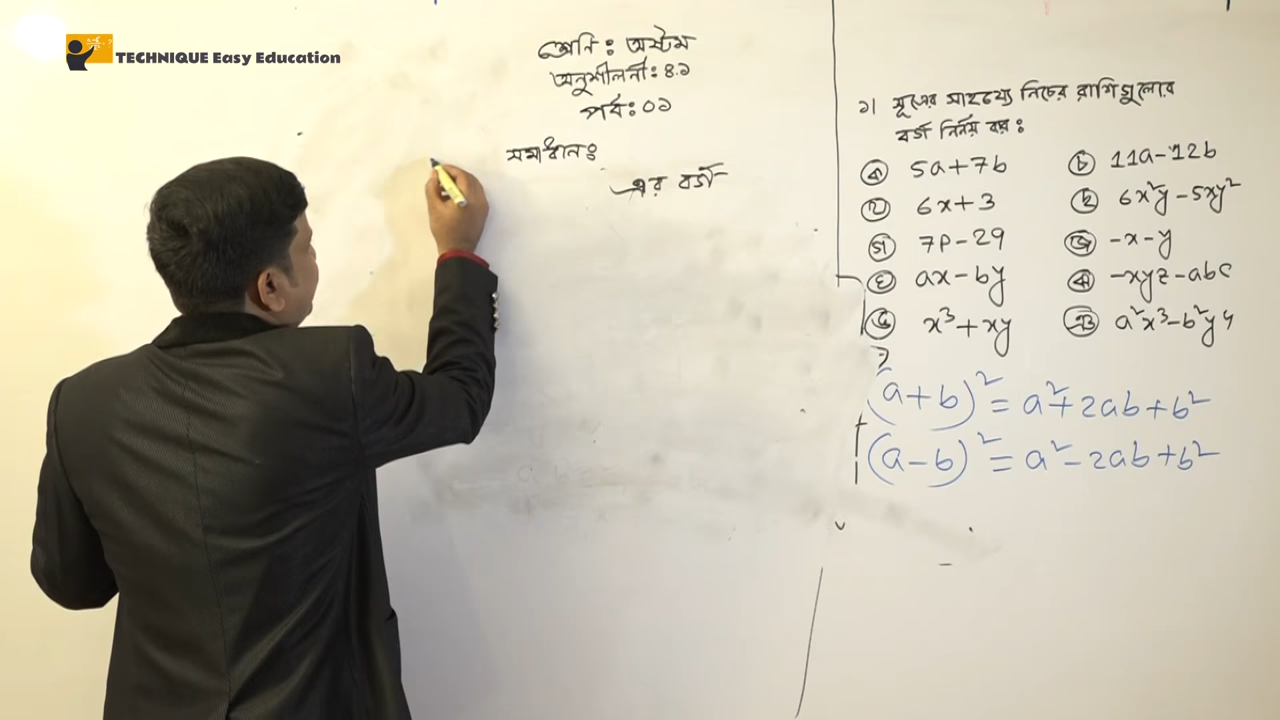 TECHNIQUE Easy Education
শ্রেনি : অষ্টম
অনুশীলনী : ৪.১
পর্ব : ০১
সমাধান :
এর বর্গ
১। সূত্রের সাহায্যে নিচের রাশিগুলোর
বর্গ নির্নয় কর :
ক 5a+7b
খ 6x+3
গ 7P-29
ঘ ax-by
ঙ x³+xy
চ 11a-12b
ছ 6x²y-5xy²
জ -x-y
ঝ -xyz-abc
ঞ a²x³-b²y4
(a+b)² = a²+2ab+b²
(a-b)² = a²-2ab+b²